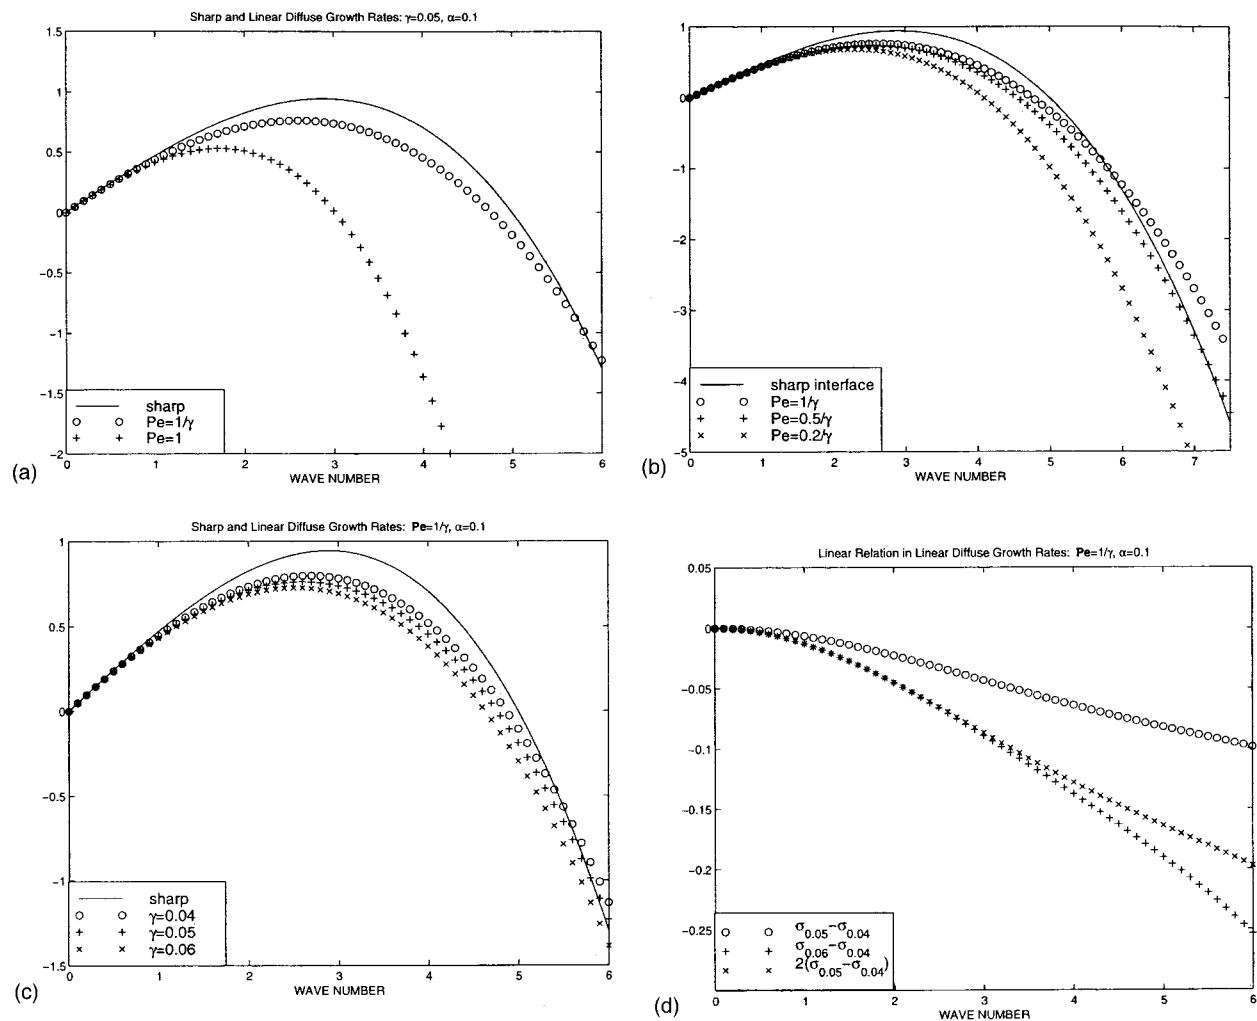 Sharp and Linear Diffuse Growth Rates: γ=0.05, α=0.1
1.5
1
0.5
0
−0.5
−1
−1.5
−2
sharp
Pe=1/γ
Pe=1
0 1 2 3 4 5 6
WAVE NUMBER
(a)
1
0
−1
−2
−3
−4
−5
sharp interface
Pe=1/γ
Pe=0.5/γ
Pe=0.2/γ
0 1 2 3 4 5 6 7
WAVE NUMBER
(b)
Sharp and Linear Diffuse Growth Rates: Pe=1/γ, α=0.1
1
0.5
0
−0.5
−1
−1.5
sharp
γ=0.04
γ=0.05
γ=0.06
0 1 2 3 4 5 6
WAVE NUMBER
(c)
Linear Relation in Linear Diffuse Growth Rates: Pe=1/γ, α=0.1
0.05
0
−0.05
−0.1
−0.15
−0.2
−0.25
σ0.05−σ0.04
σ0.06−σ0.04
2(σ0.05−σ0.04)
0 1 2 3 4 5 6
WAVE NUMBER
(d)